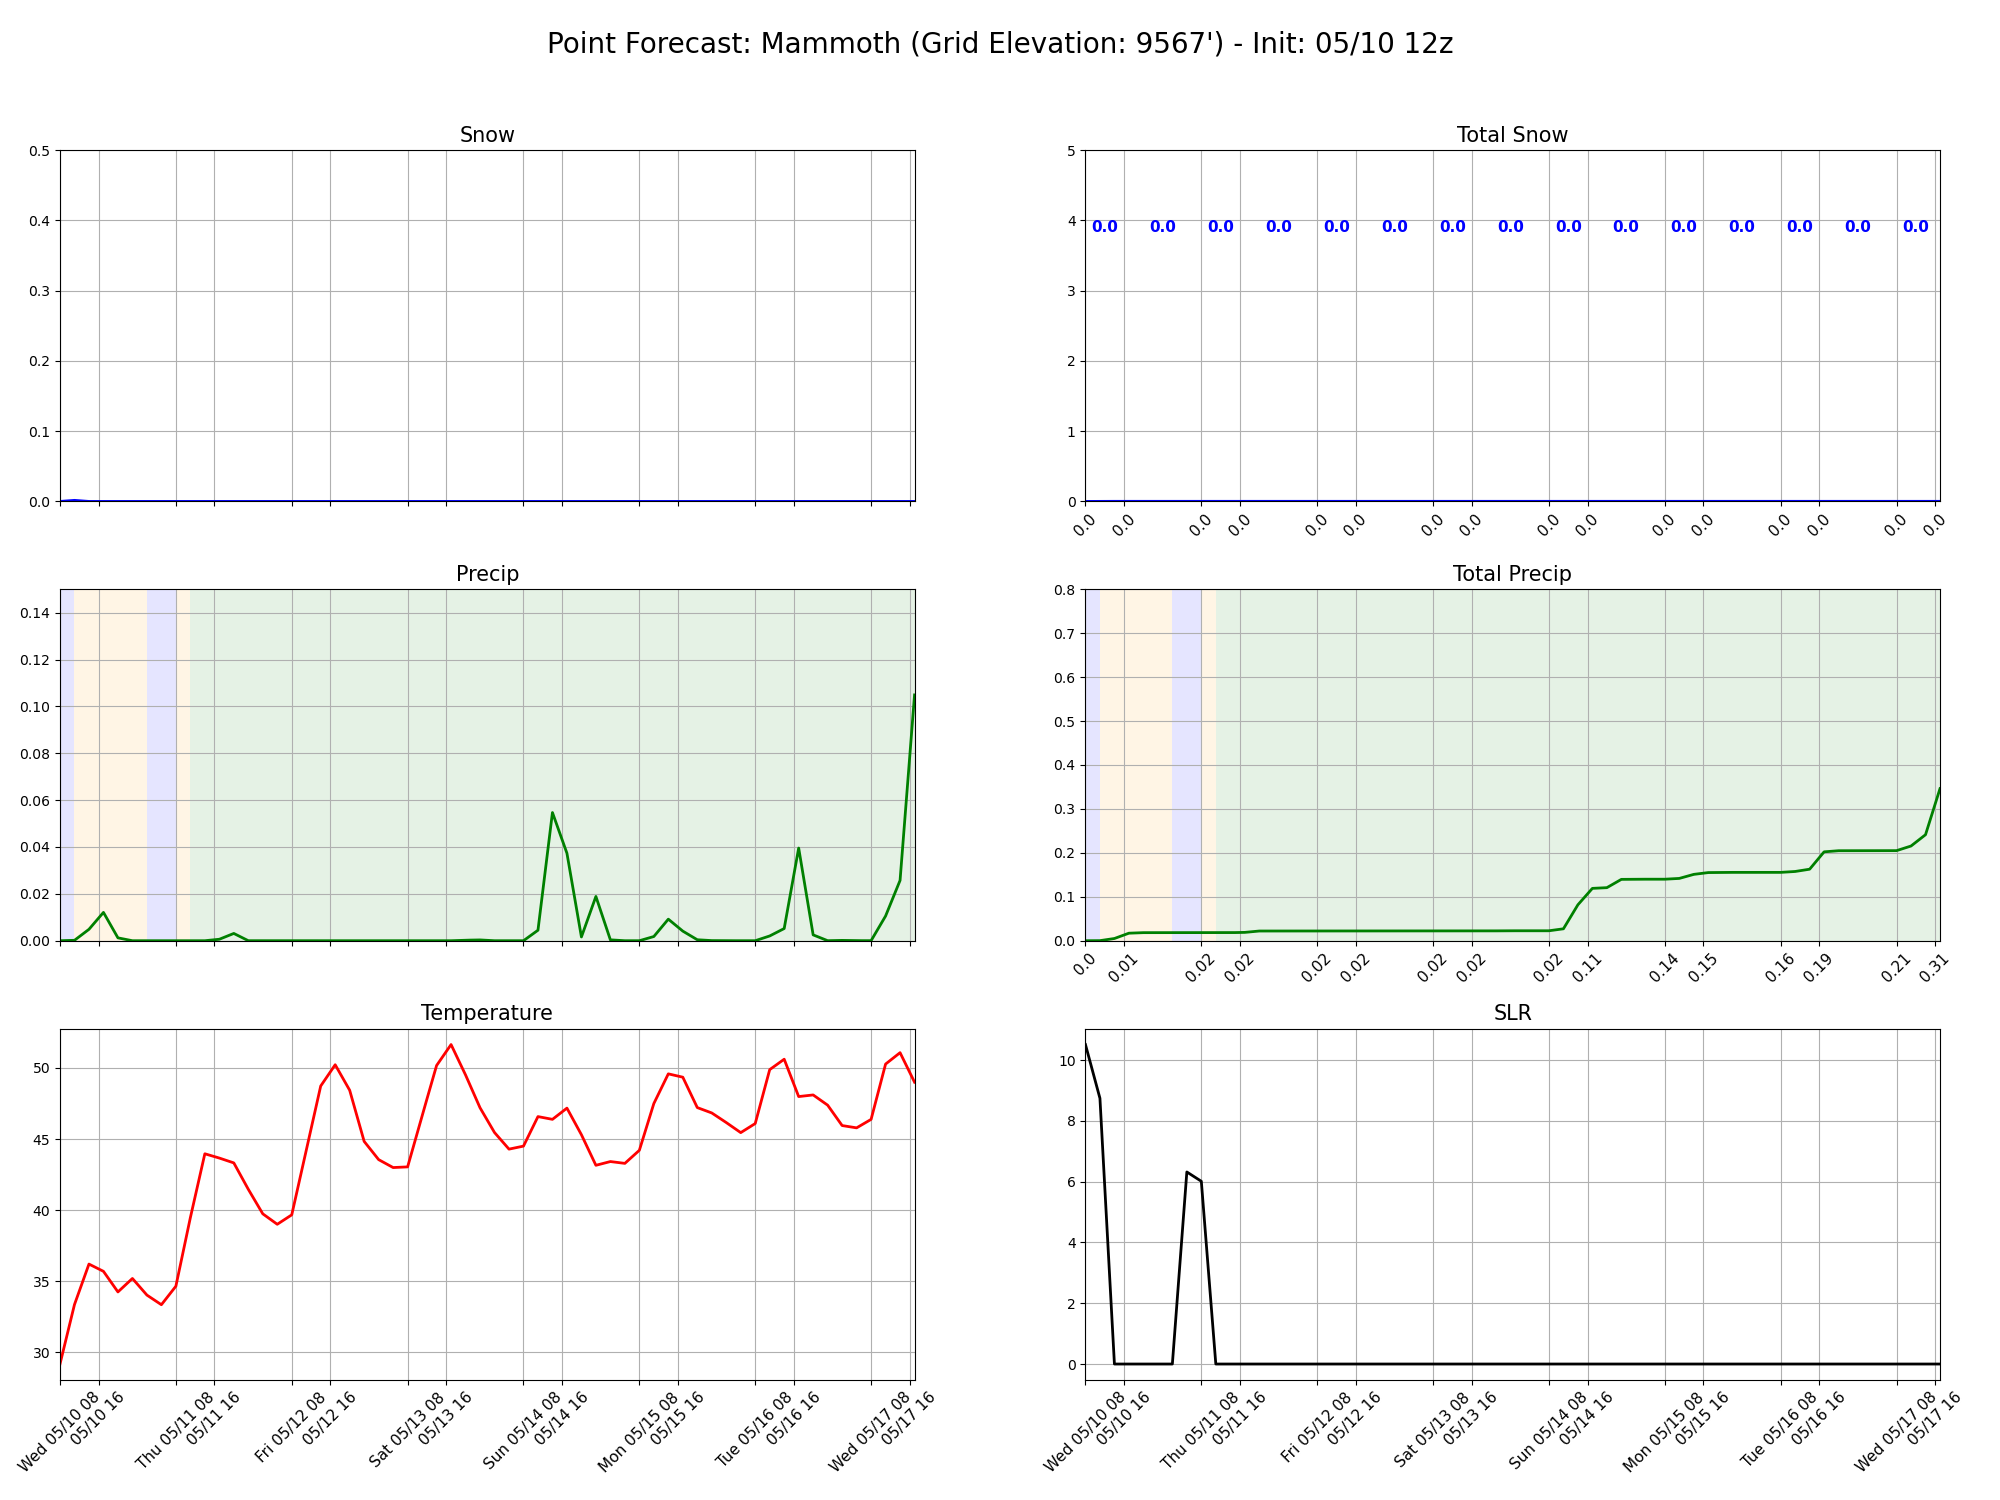 Point Forecast: Mammoth (Grid Elevation: 9567') - Init: 05/10 12z
Snow
0.5
0.4
0.3
0.2
0.1
0.0
Total Snow
5
4
3
2
1
0
0.0 0.0 0.0 0.0 0.0 0.0 0.0 0.0 0.0 0.0 0.0 0.0 0.0 0.0 0.0
0.0 0.0 0.0 0.0 0.0 0.0 0.0 0.0 0.0 0.0 0.0 0.0 0.0 0.0 0.0 0.0
Precip
0.14
0.12
0.10
0.08
0.06
0.04
0.02
0.00
Total Precip
0.8
0.7
0.6
0.5
0.4
0.3
0.2
0.1
0.0
0.0 0.01 0.02 0.02 0.02 0.02 0.02 0.02 0.02 0.11 0.14 0.15 0.16 0.19 0.21 0.31
Temperature
50
45
40
35
30
Wed 05/10 08
05/10 16
Thu 05/11 08
05/11 16
Fri 05/12 08
05/12 16
Sat 05/13 08
05/13 16
Sun 05/14 08
05/14 16
Mon 05/15 08
05/15 16
Tue 05/16 08
05/16 16
Wed 05/17 08
05/17 16
SLR
10
8
6
4
2
0
Wed 05/10 08
05/10 16
Thu 05/11 08
05/11 16
Fri 05/12 08
05/12 16
Sat 05/13 08
05/13 16
Sun 05/14 08
05/14 16
Mon 05/15 08
05/15 16
Tue 05/16 08
05/16 16
Wed 05/17 08
05/17 16